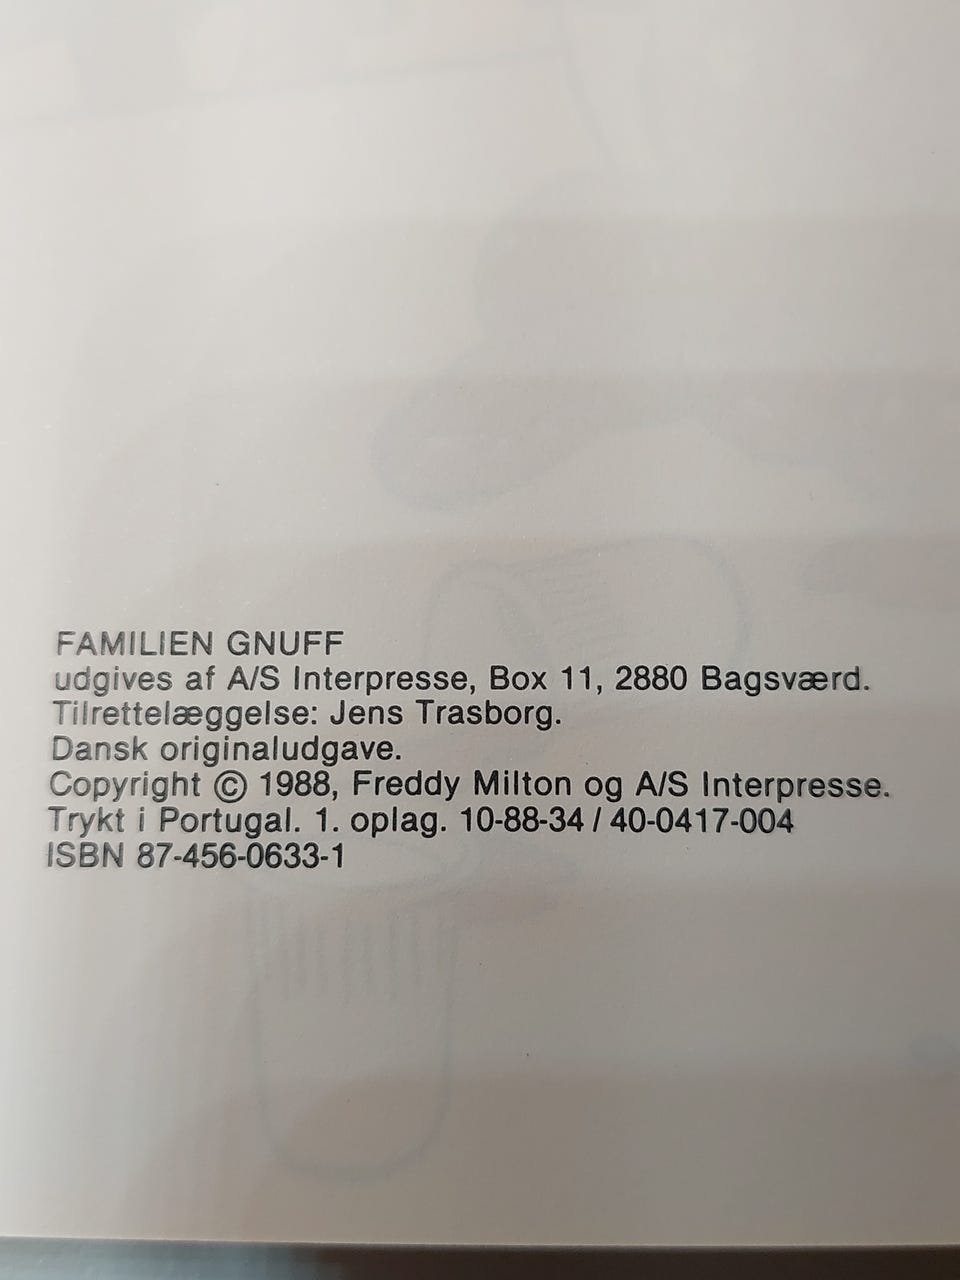 FAMILIEN GNUFF
udgives af A/S Interpresse, Box 11, 2880 Bagsværd.
Tilrettelæggelse: Jens Trasborg.
Dansk originaludgave.
Copyright © 1988, Freddy Milton og A/S Interpresse.
Trykt i Portugal. 1. oplag. 10-88-34 / 40-0417-004
ISBN 87-456-0633-1